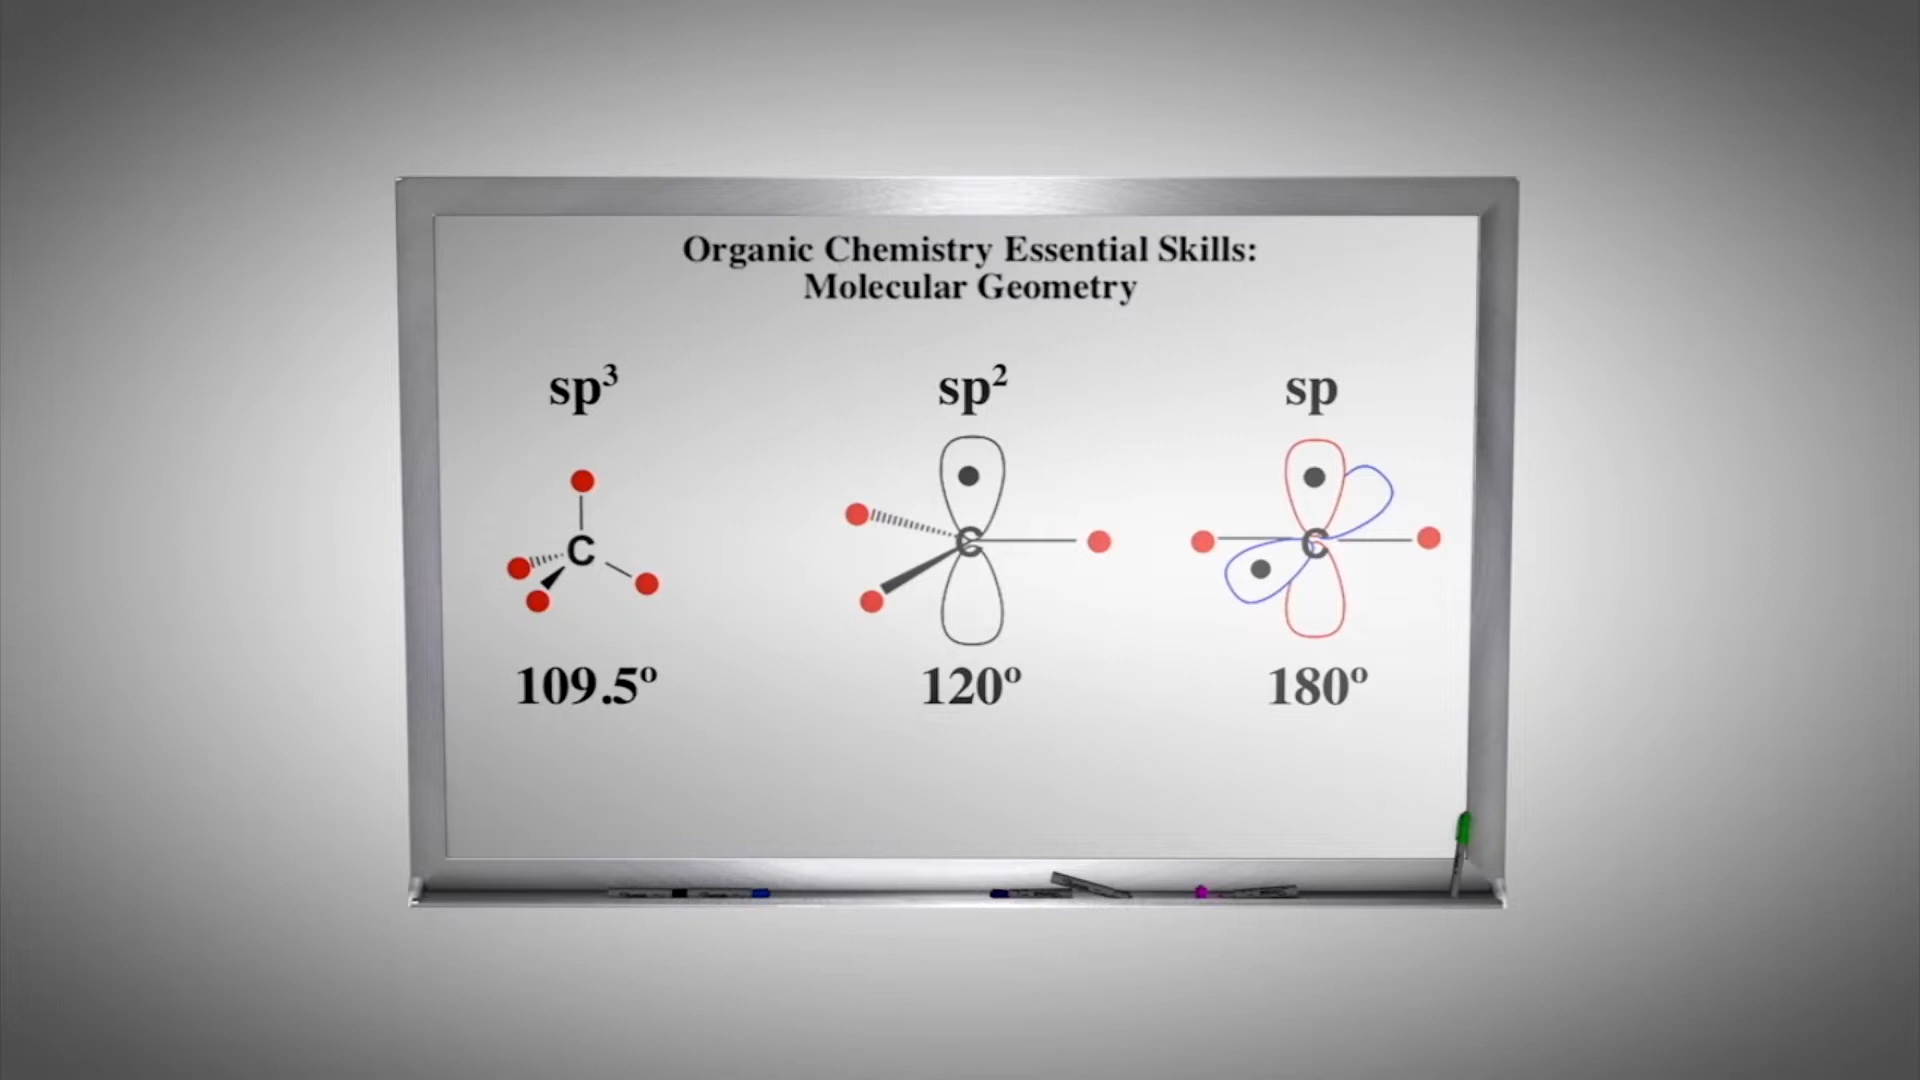 Organic Chemistry Essential Skills:
Molecular Geometry
sp³ sp² sp
C C C
109.5º 120º 180º